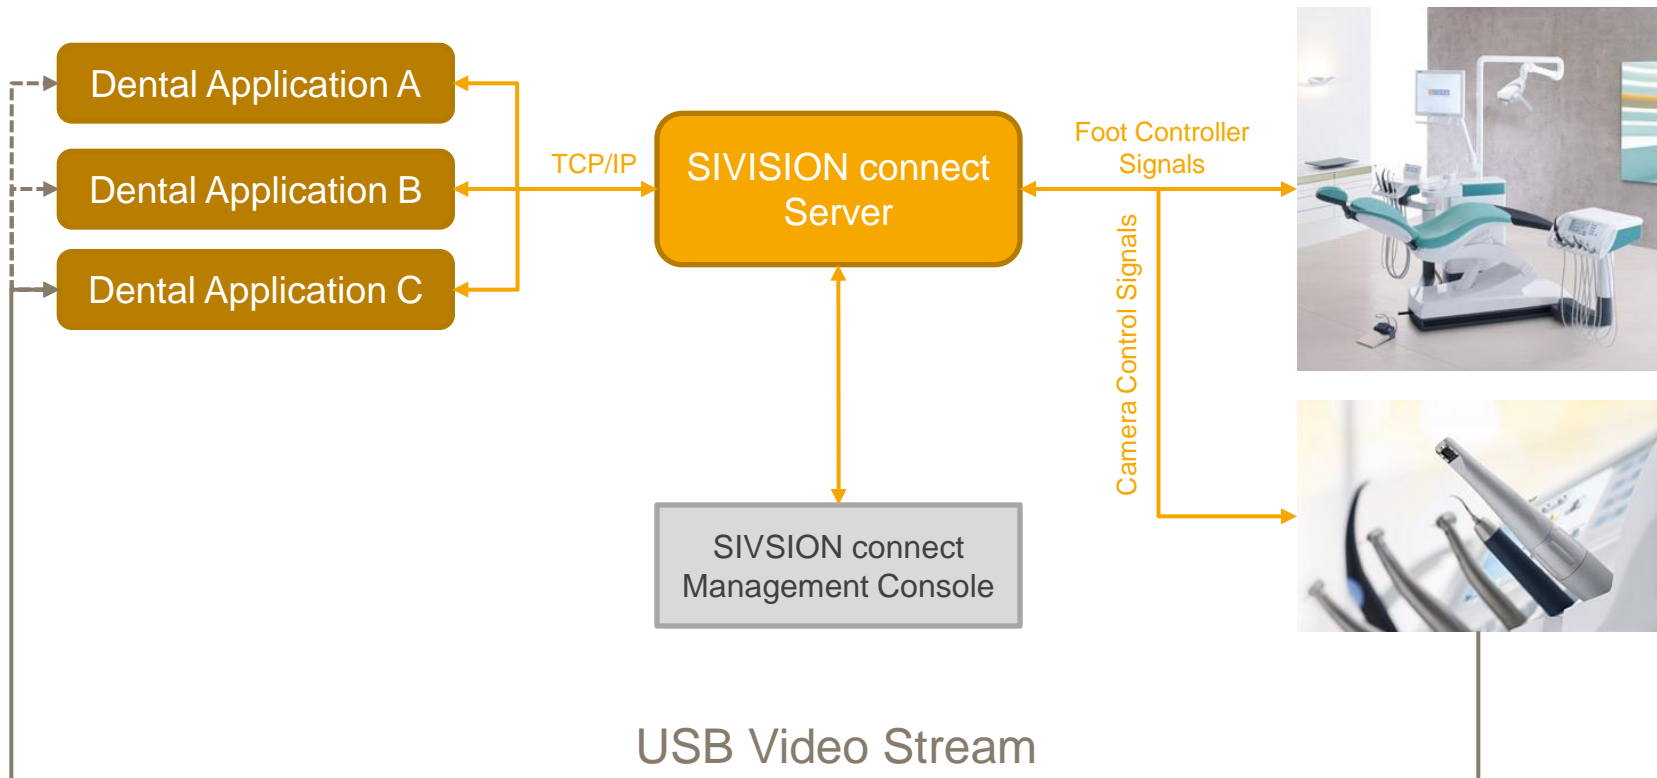 Dental Application A
Dental Application B
Dental Application C
TCP/IP
SIVISION connect
Server
Foot Controller
Signals
Camera Control Signals
SIVSION connect
Management Console
USB Video Stream